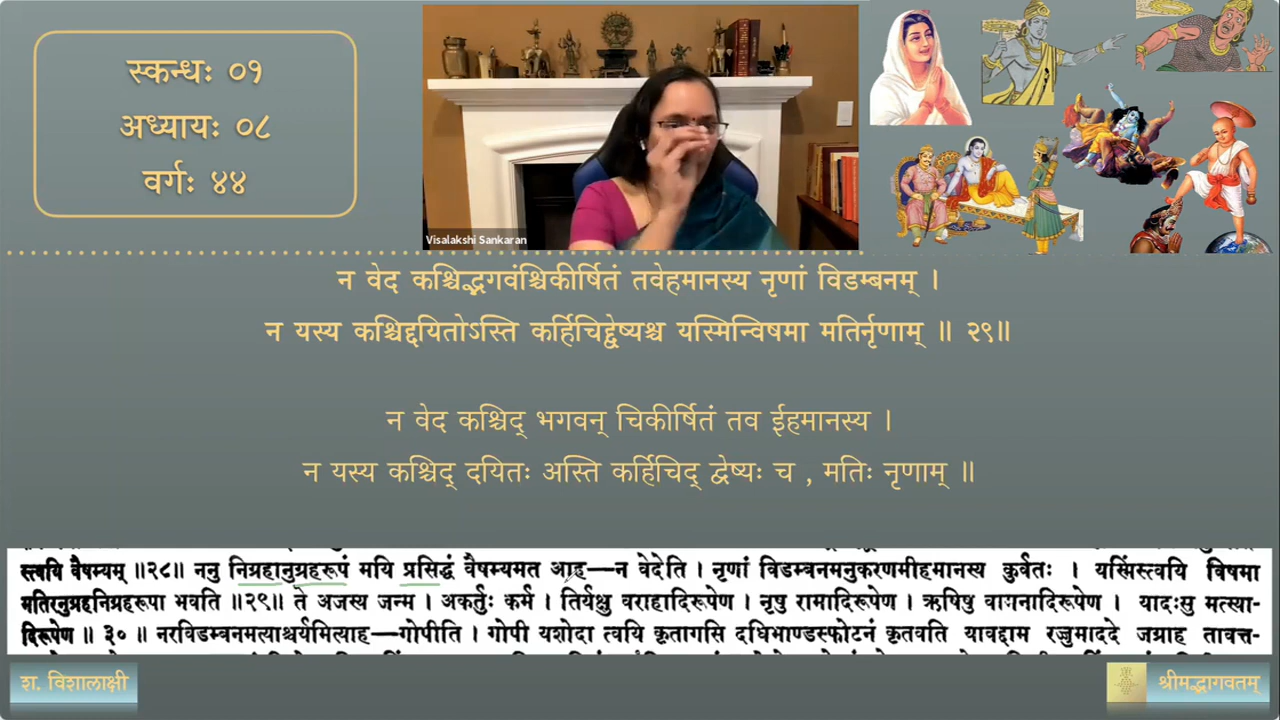 स्कन्धः ०१
अध्यायः ०८
वर्गः ४४
Visalakshi Sankaran
न वेद कश्चिद्भगवंश्चिकीर्षितं तवेहमानस्य नृणां विडम्बनम् ।
न यस्य कश्चिद्दयितोऽस्ति कर्हिचिद्द्वेष्यश्च यस्मिन्विषमा मतिर्नृणाम् ॥ २९॥
न वेद कश्चिद् भगवन् चिकीर्षितं तव ईहमानस्य ।
न यस्य कश्चिद् दयितः अस्ति कर्हिचिद् द्वेष्यः च , मतिः नृणाम् ॥
स्त्वयि वैषम्यम् ॥२८॥ ननु निग्रहानुग्रहरूपं मयि प्रसिद्धं वैषम्यमत आह—न वेदेति । नृणां विडम्बनमनुकरणमीहमानस्य कुर्वतः । यस्मिंस्त्वयि विषमा
मतिरनुग्रहनिग्रहरूपा भवति ॥२९॥ ते अजस्य जन्म । अकर्तुः कर्म । तिर्यक्षु वराहादिरूपेण । नृषु रामादिरूपेण । ऋषिषु वामनादिरूपेण । यादःसु मत्स्या-
दिरूपेण ॥ ३० ॥ नरविडम्बनमत्याश्चर्यमित्याह—गोपीति । गोपी यशोदा त्वयि कृतागसि दधिभाण्डस्फोटनं कृतवति यावद्दाम रज्जुमाददे जग्राह तावत्त-
श. विशालाक्षी
श्रीमद्भागवतम्